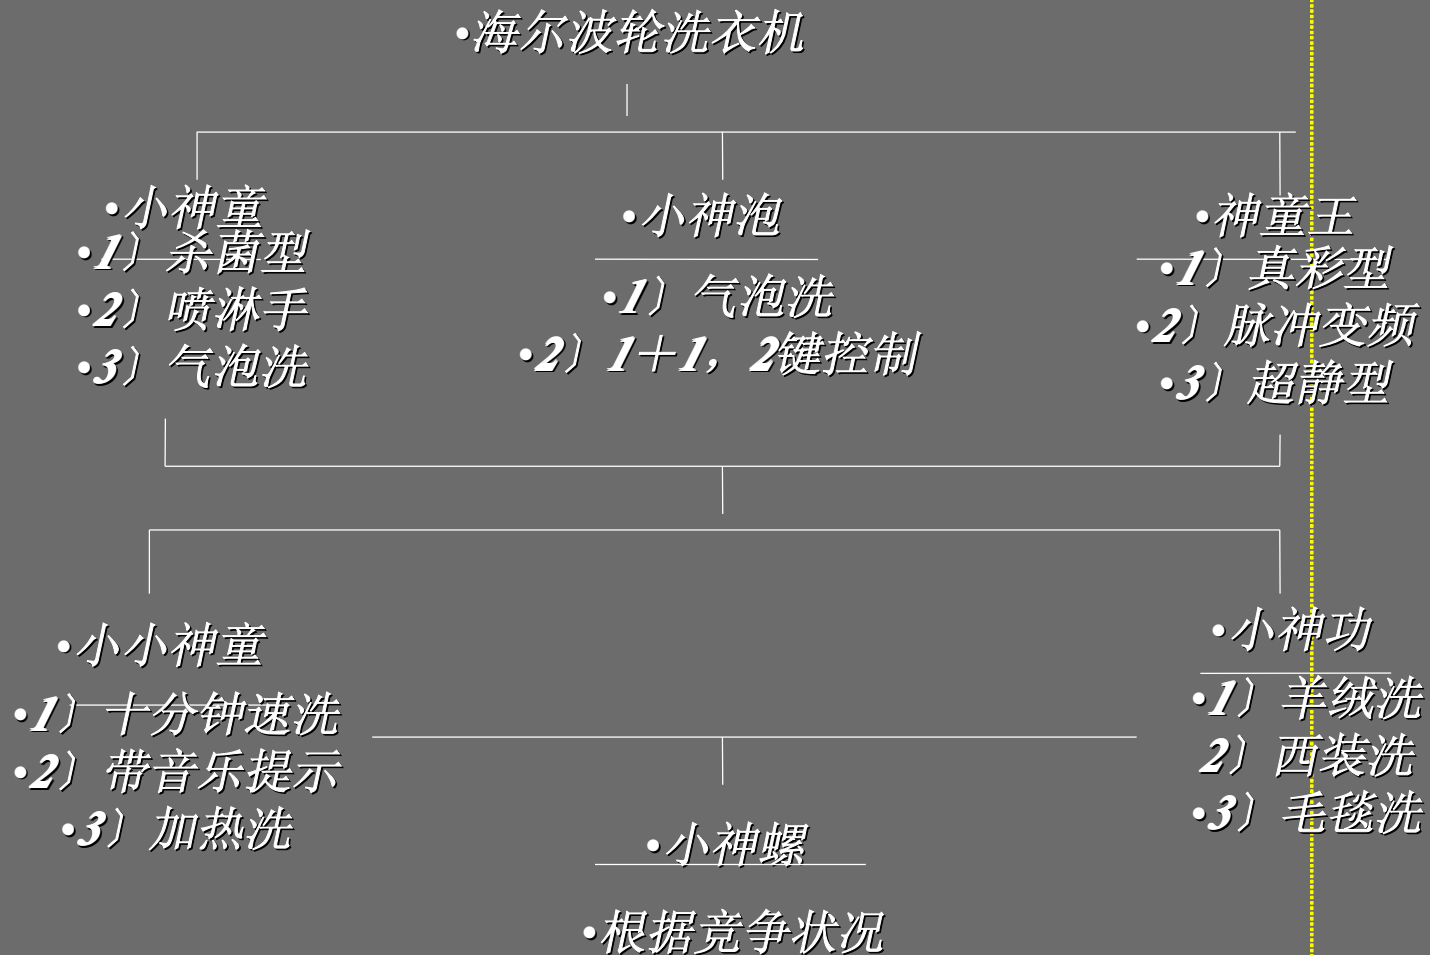 •海尔波轮洗衣机
•小神童
•1〕杀菌型
•2〕喷淋手
•3〕气泡洗
•小神泡
•1〕气泡洗
•2〕1＋1，2键控制
•神童王
•1〕真彩型
•2〕脉冲变频
•3〕超静型
•小小神童
•1〕十分钟速洗
•2〕带音乐提示
•3〕加热洗
•小神功
•1〕羊绒洗
2〕西装洗
•3〕毛毯洗
•小神螺
•根据竞争状况